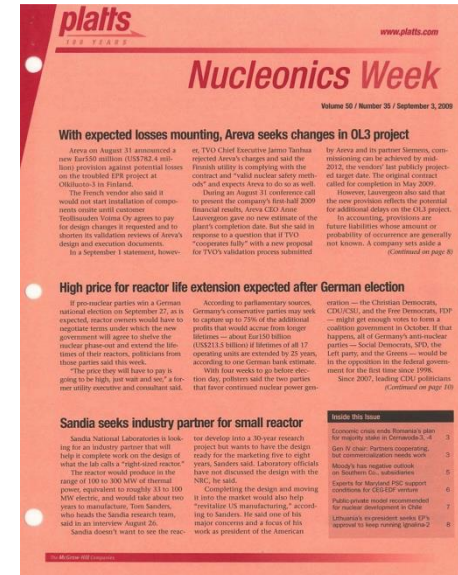 platts
100 YEARS
www.platts.com
Nucleonics Week
Volume 50 / Number 35 / September 3, 2009
With expected losses mounting, Areva seeks changes in OL3 project
Areva on August 31 announced a
new Eur550 million (US$782.4 mil-
lion) provision against potential losses
on the troubled EPR project at
Olkiluoto-3 in Finland.
The French vendor also said it
would not start installation of compo-
nents onsite until customer
Teollisuuden Voima Oy agrees to pay
for design changes it requested and to
shorten its validation reviews of Areva's
design and execution documents.
In a September 1 statement, howev-
er, TVO Chief Executive Jarmo Tanhua
rejected Areva's charges and said the
Finnish utility is complying with the
contract and "valid nuclear safety meth-
ods" and expects Areva to do so as well.
During an August 31 conference call
to present the company's first-half 2009
financial results, Areva CEO Anne
Lauvergeon gave no new estimate of the
plant's completion date. But she said in
response to a question that if TVO
"cooperates fully" with a new proposal
for TVO's validation process submitted
by Areva and its partner Siemens, com-
missioning can be achieved by mid-
2012, the vendors' last publicly project-
ed target date. The original contract
called for completion in May 2009.
However, Lauvergeon also said that
the new provision reflects the potential
for additional delays on the OL3 project.
In accounting, provisions are
future liabilities whose amount or
probability of occurrence are generally
not known. A company sets aside a
(Continued on page 8)
High price for reactor life extension expected after German election
If pro-nuclear parties win a German
national election on September 27, as is
expected, reactor owners would have to
negotiate terms under which the new
government will agree to shelve the
nuclear phase-out and extend the life-
times of their reactors, politicians from
those parties said this week.
"The price they will have to pay is
going to be high, just wait and see," a for-
mer utility executive and consultant said.
According to parliamentary sources,
Germany's conservative parties may seek
to capture up to 75% of the additional
profits that would accrue from longer
lifetimes — about Eur150 billion
(US$213.5 billion) if lifetimes of all 17
operating units are extended by 25 years,
according to one German bank estimate.
With four weeks to go before elec-
tion day, pollsters said the two parties
that favor continued nuclear power gen-
eration — the Christian Democrats,
CDU/CSU, and the Free Democrats, FDP
— might get enough votes to form a
coalition government in October. If that
happens, all of Germany's anti-nuclear
parties — Social Democrats, SPD, the
Left party, and the Greens — would be
in the opposition in the federal govern-
ment for the first time since 1998.
Since 2007, leading CDU politicians
(Continued on page 10)
Sandia seeks industry partner for small reactor
Sandia National Laboratories is look-
ing for an industry partner that will
help it complete work on the design of
what the lab calls a "right-sized reactor."
The reactor would produce in the
range of 100 to 300 MW of thermal
power, equivalent to roughly 33 to 100
MW electric, and would take about two
years to manufacture, Tom Sanders,
who heads the Sandia research team,
said in an interview August 26.
Sandia doesn't want to see the reac-
tor develop into a 30-year research
project but wants to have the design
ready for the marketing five to eight
years, Sanders said. Laboratory officials
have not discussed the design with the
NRC, he said.
Completing the design and moving
it into the market would also help
"revitalize US manufacturing," accord-
ing to Sanders. He said one of his
major concerns and a focus of his
work as president of the American
Inside this Issue
Economic crisis ends Romania's plan
for majority stake in Cernavoda-3, -4 3
Gen IV chair: Partners cooperating,
but commercialization needs work 3
Moody's has negative outlook
on Southern Co., subsidiaries 5
Experts for Maryland PSC support
conditions for CEG-EDF venture 6
Public-private model recommended
for nuclear development in Chile 7
Lithuania's ex-president seeks EP's
approval to keep running Ignalina-2 8
The McGraw-Hill Companies